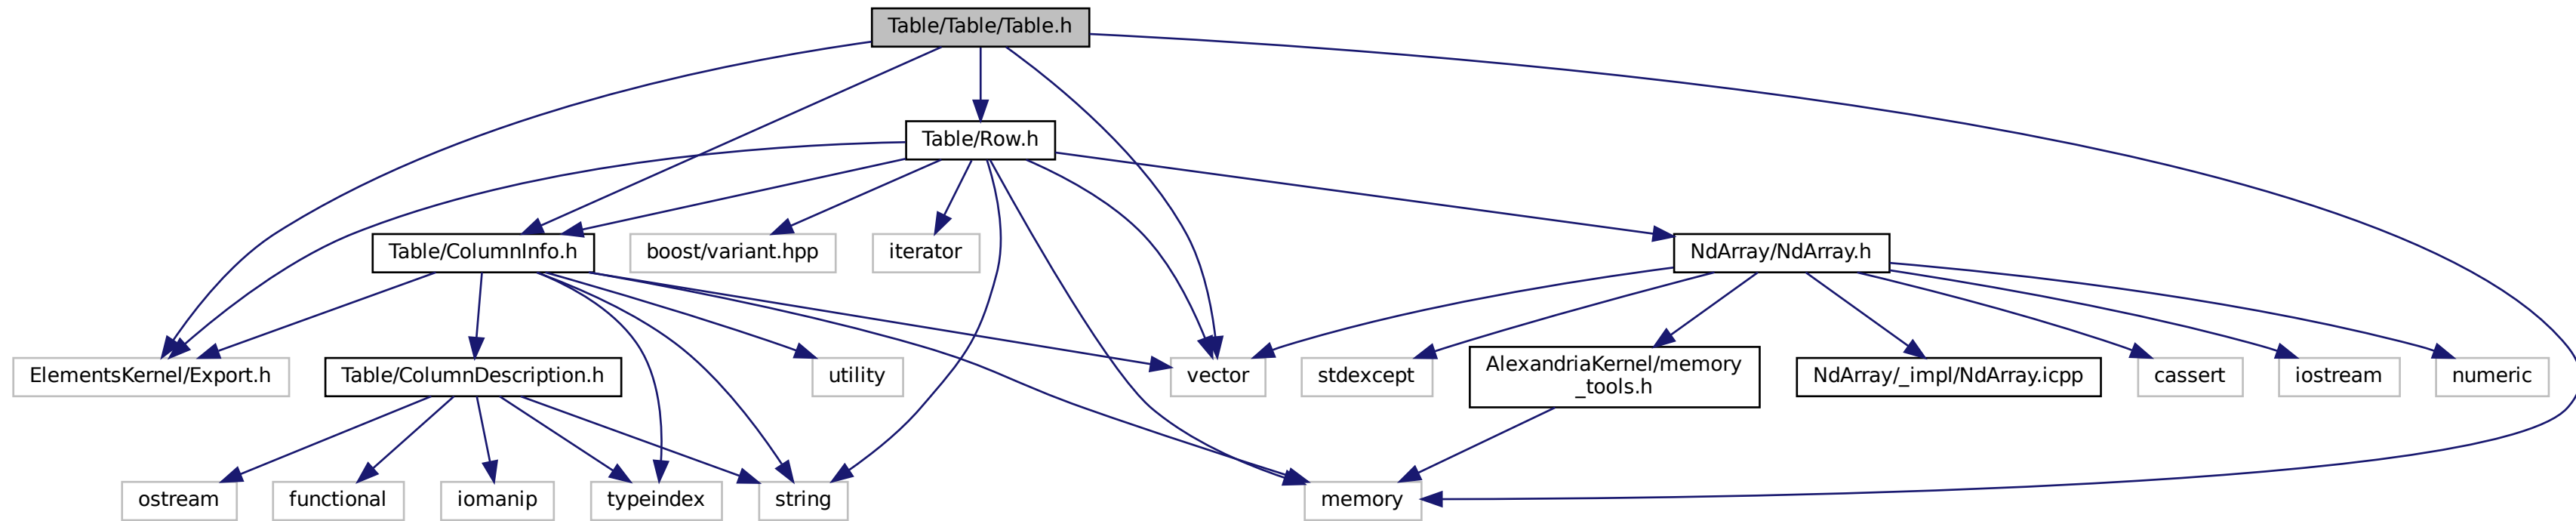 Table/Table/Table.h
Table/Row.h
Table/ColumnInfo.h
boost/variant.hpp
iterator
NdArray/NdArray.h
ElementsKernel/Export.h
Table/ColumnDescription.h
utility
vector
stdexcept
AlexandriaKernel/memory
_tools.h
NdArray/_impl/NdArray.icpp
cassert
iostream
numeric
ostream
functional
iomanip
typeindex
string
memory